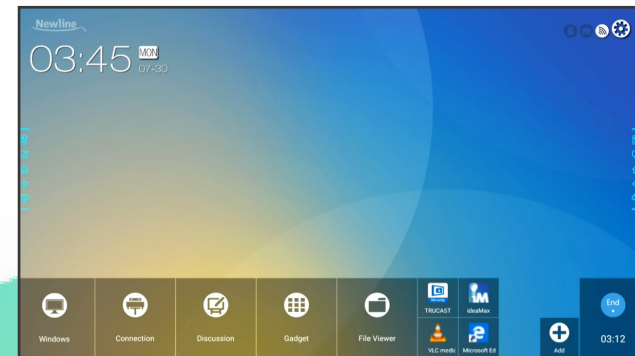 Newline
03:45 MON
07-30
Windows
Connection
Discussion
Gadget
File Viewer
TRUCAST
ideaMax
VLC medic
Microsoft Ed
Add
End
03:12